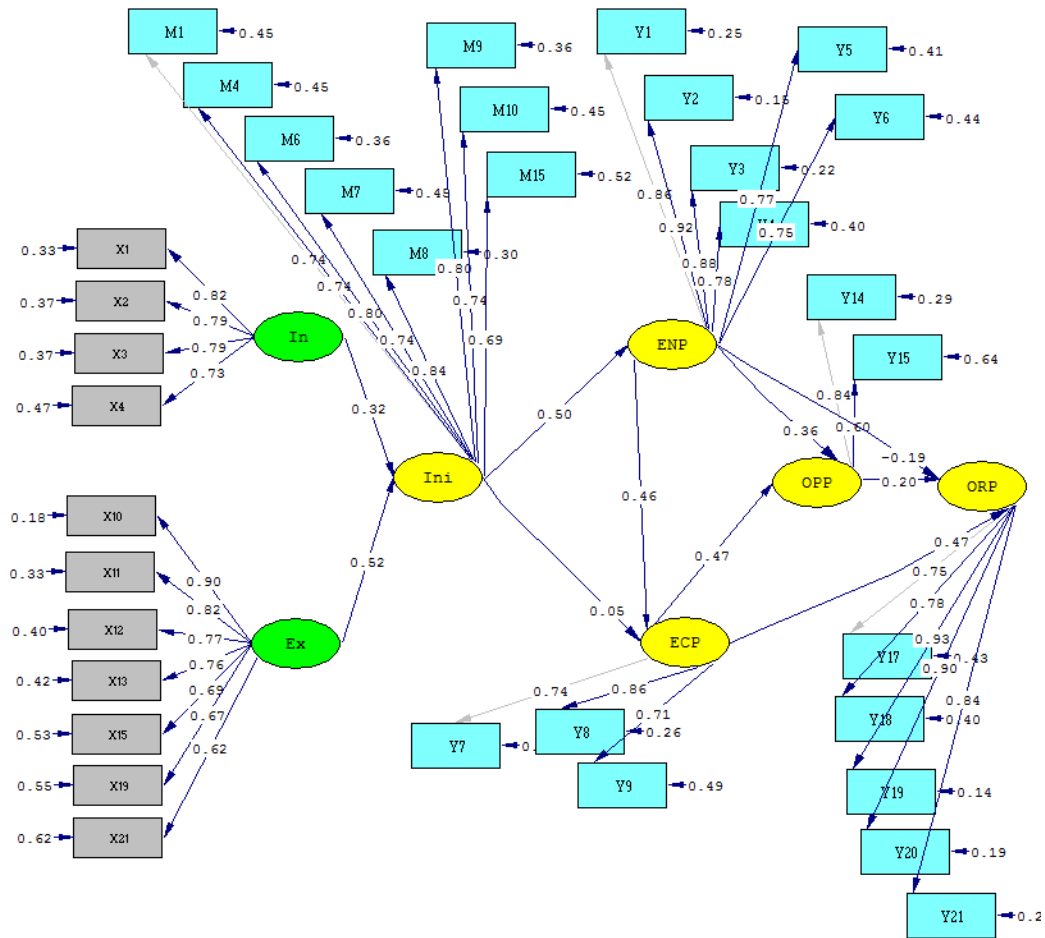 M1 0.45
M4 0.45
M6 0.36
M7
M8 0.30
M9 0.36
M10 0.45
M15 0.52
Y1 0.25
Y2 0.15
Y3 0.22
0.40
Y5 0.41
Y6 0.44
0.74
0.74
0.80
0.74
0.84
0.80
0.74
0.69
0.86
0.92
0.88
0.78
0.77
0.75
0.33 X1
0.37 X2
0.37 X3
0.47 X4
0.82
0.79
0.79
0.73
In
0.32
Ini
0.50
ENP
Y14 0.29
Y15 0.64
0.84
0.60
0.36
-0.19
OPP
0.20
ORP
0.46
0.47
0.05
0.47
0.18 X10
0.33 X11
0.40 X12
0.42 X13
0.53 X15
0.55 X19
0.62 X21
0.90
0.82
0.77
0.76
0.69
0.67
0.62
Ex
0.52
ECP
0.74
0.86
0.71
Y7
Y8 0.26
Y9 0.49
0.75
0.78
0.93
0.90
0.84
Y17 0.43
Y18 0.40
Y19 0.14
Y20 0.19
Y21